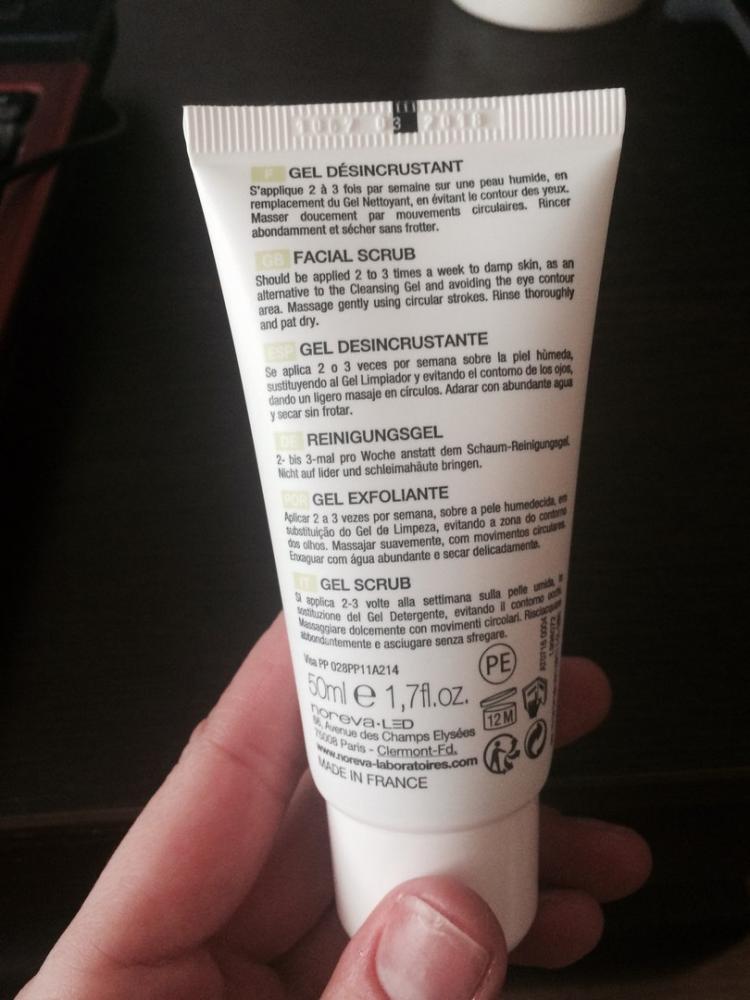 03 2018
F GEL DÉSINCRUSTANT
S'applique 2 à 3 fois par semaine sur une peau humide, en
remplacement du Gel Nettoyant, en évitant le contour des yeux.
Masser doucement par mouvements circulaires. Rincer
abondamment et sécher sans frotter.
GB FACIAL SCRUB
Should be applied 2 to 3 times a week to damp skin, as an
alternative to the Cleansing Gel and avoiding the eye contour
area. Massage gently using circular strokes. Rinse thoroughly
and pat dry.
ESP GEL DESINCRUSTANTE
Se aplica 2 o 3 veces por semana sobre la piel hùmeda,
sustituyendo al Gel Limpiador y evitando el contorno de los ojos,
dando un ligero masaje en círculos. Adarar con abundante agua
y secar sin frotar.
DE REINIGUNGSGEL
2- bis 3-mal pro Woche anstatt dem Schaum-Reinigungsgel.
Nicht auf lider und schleimahäute bringen.
POR GEL EXFOLIANTE
Aplicar 2 a 3 vezes por semana, sobre a pele humedecida, em
substituição do Gel de Limpeza, evitando a zona do contorno
dos olhos. Massajar suavemente, com movimentos circulares.
Enxaguar com água abundante e secar delicadamente.
IT GEL SCRUB
Si applica 2-3 volte alla settimana sulla pelle umida, in
sostituzione del Gel Detergente, evitando il contorno occhi.
Massaggiare dolcemente con movimenti circolari. Risciacquare
abbondantemente e asciugare senza sfregare.
Visa PP 028PP11A214
PE
50ml e 1,7fl.oz.
12 M
noreva-LED
66, Avenue des Champs Elysées
75008 Paris - Clermont-Fd.
www.noreva-laboratoires.com
MADE IN FRANCE